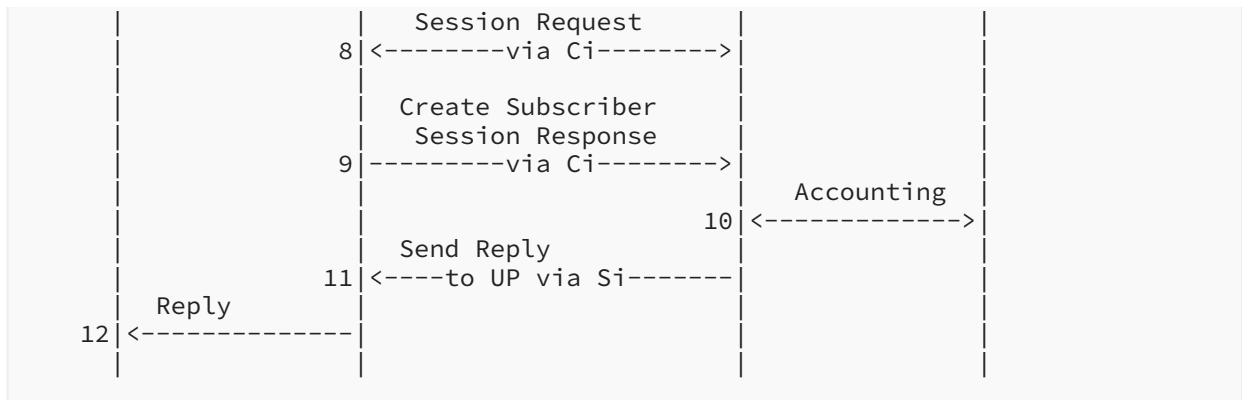 Session Request
8|<--------via Ci-------->|
Create Subscriber
Session Response
9|---------via Ci-------->|
Accounting
10|<------------->|
Send Reply
11|<----to UP via Si-------|
Reply
12|<--------------|